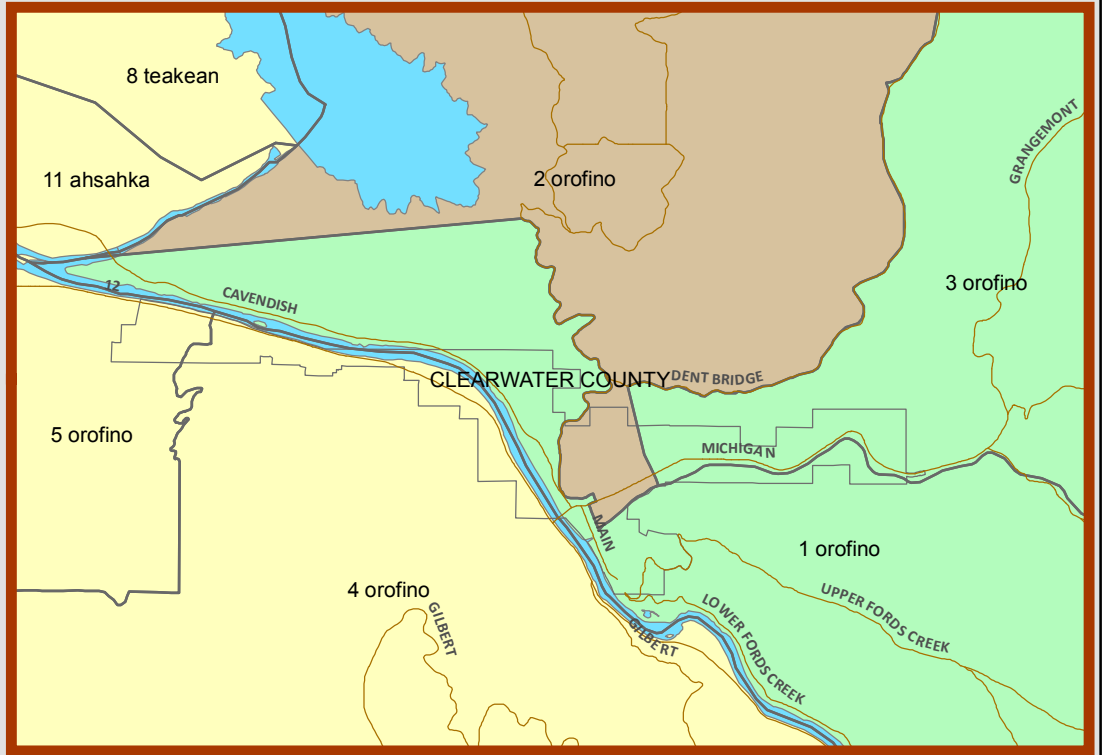 8 teakean
GRANGEMONT
11 ahsahka
2 orofino
3 orofino
12
CAVENDISH
CLEARWATER COUNTY
DENT BRIDGE
5 orofino
MICHIGAN
MAIN
1 orofino
4 orofino
UPPER FORDS CREEK
LOWER FORDS CREEK
GILBERT
GILBERT